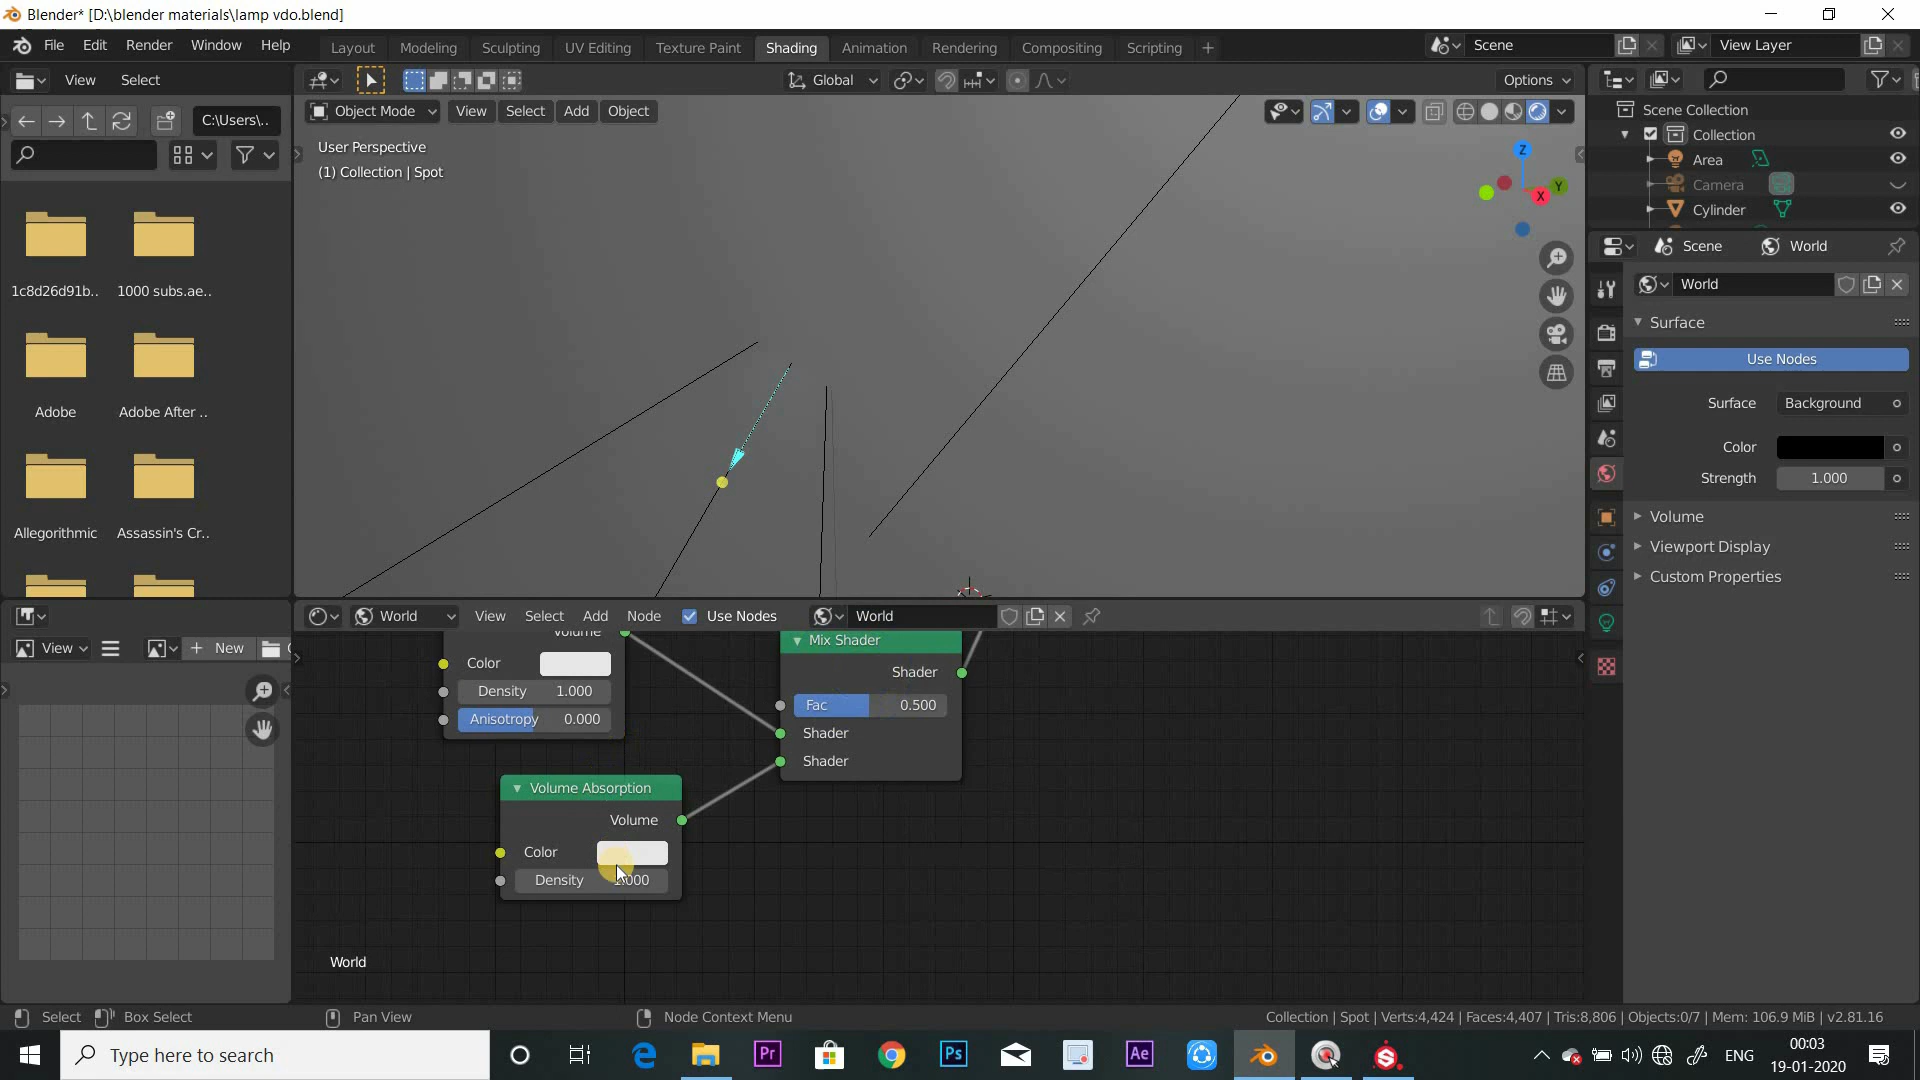 Blender* [D:\blender materials\lamp vdo.blend]
File Edit Render Window Help
Layout Modeling Sculpting UV Editing Texture Paint Shading Animation Rendering Compositing Scripting +
Scene
View Layer
View Select
Global
Options
C:\Users\..
Object Mode View Select Add Object
User Perspective
(1) Collection | Spot
Z
Y
X
1c8d26d91b.. 1000 subs.ae..
Adobe Adobe After ..
Allegorithmic Assassin's Cr..
Scene Collection
Collection
Area
Camera
Cylinder
Scene World
World
Surface
Use Nodes
Surface Background
Color
Strength 1.000
Volume
Viewport Display
Custom Properties
World View Select Add Node Use Nodes World
View + New
Volume
Color
Density 1.000
Anisotropy 0.000
Mix Shader
Shader
Fac 0.500
Shader
Shader
Volume Absorption
Volume
Color
Density 1.000
World
Select Box Select Pan View Node Context Menu
Collection | Spot | Verts:4,424 | Faces:4,407 | Tris:8,806 | Objects:0/7 | Mem: 106.9 MiB | v2.81.16
Type here to search
Pr
Ps
Ae
ENG
00:03
19-01-2020